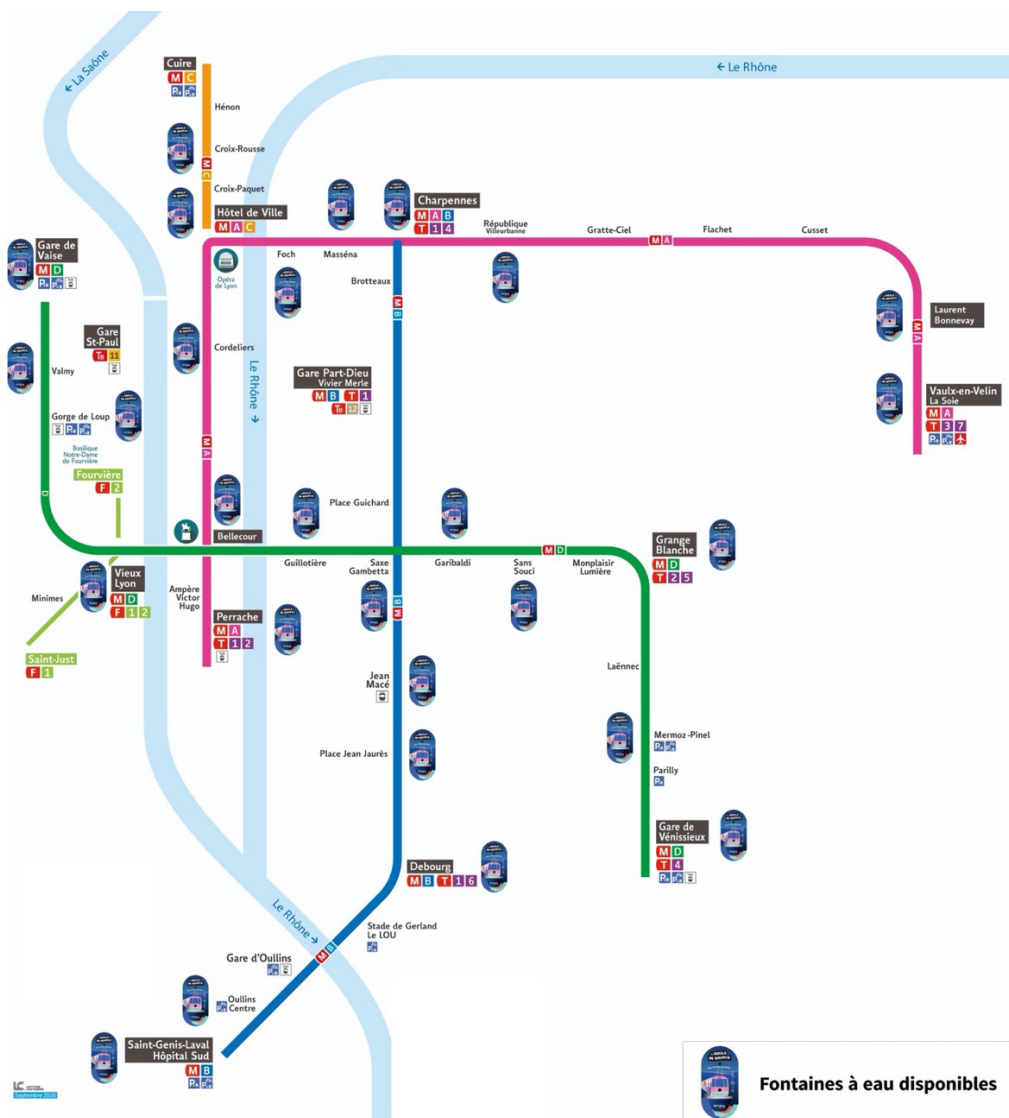 ← La Saône
← Le Rhône
Cuire
M C
P+R P+R
Hénon
Croix-Rousse
M C
Croix-Paquet
Hôtel de Ville
M A C
Charpennes
M A B
T 1 4
République
Villeurbanne
Gratte-Ciel
M A
Flachet
Cusset
Gare de
Vaise
M D
P+R P+R
Opéra
de Lyon
Foch
Masséna
Brotteaux
M B
Laurent
Bonnevay
M A
Gare
St-Paul
TB 11
Cordeliers
Le Rhône →
Valmy
Gare Part-Dieu
Vivier Merle
M B T 1
TB 12
Vaulx-en-Velin
La Soie
M A
T 3 7
P+R P+R
Gorge de Loup
P+R P+R
Basilique
Notre-Dame
de Fourvière
Fourvière
F 2
M A
D
Place Guichard
Bellecour
M D
Grange
Blanche
M D
T 2 5
Guillotière
Saxe
Gambetta
Garibaldi
Sans
Souci
Monplaisir
Lumière
Vieux
Lyon
M D
F 1 2
Minimes
Ampère
Victor
Hugo
M B
Perrache
M A
T 1 2
Saint-Just
F 1
Jean
Macé
Laënnec
Place Jean Jaurès
Mermoz-Pinel
P+R P+R
Parilly
P+R
Gare de
Vénissieux
M D
T 4
P+R P+R
Debourg
M B T 1 6
Le Rhône →
Stade de Gerland
Le LOU
P+R
M B
Gare d'Oullins
P+R
Oullins
Centre
P+R
Saint-Genis-Laval
Hôpital Sud
M B
P+R P+R
LC
Septembre 2025
Fontaines à eau disponibles